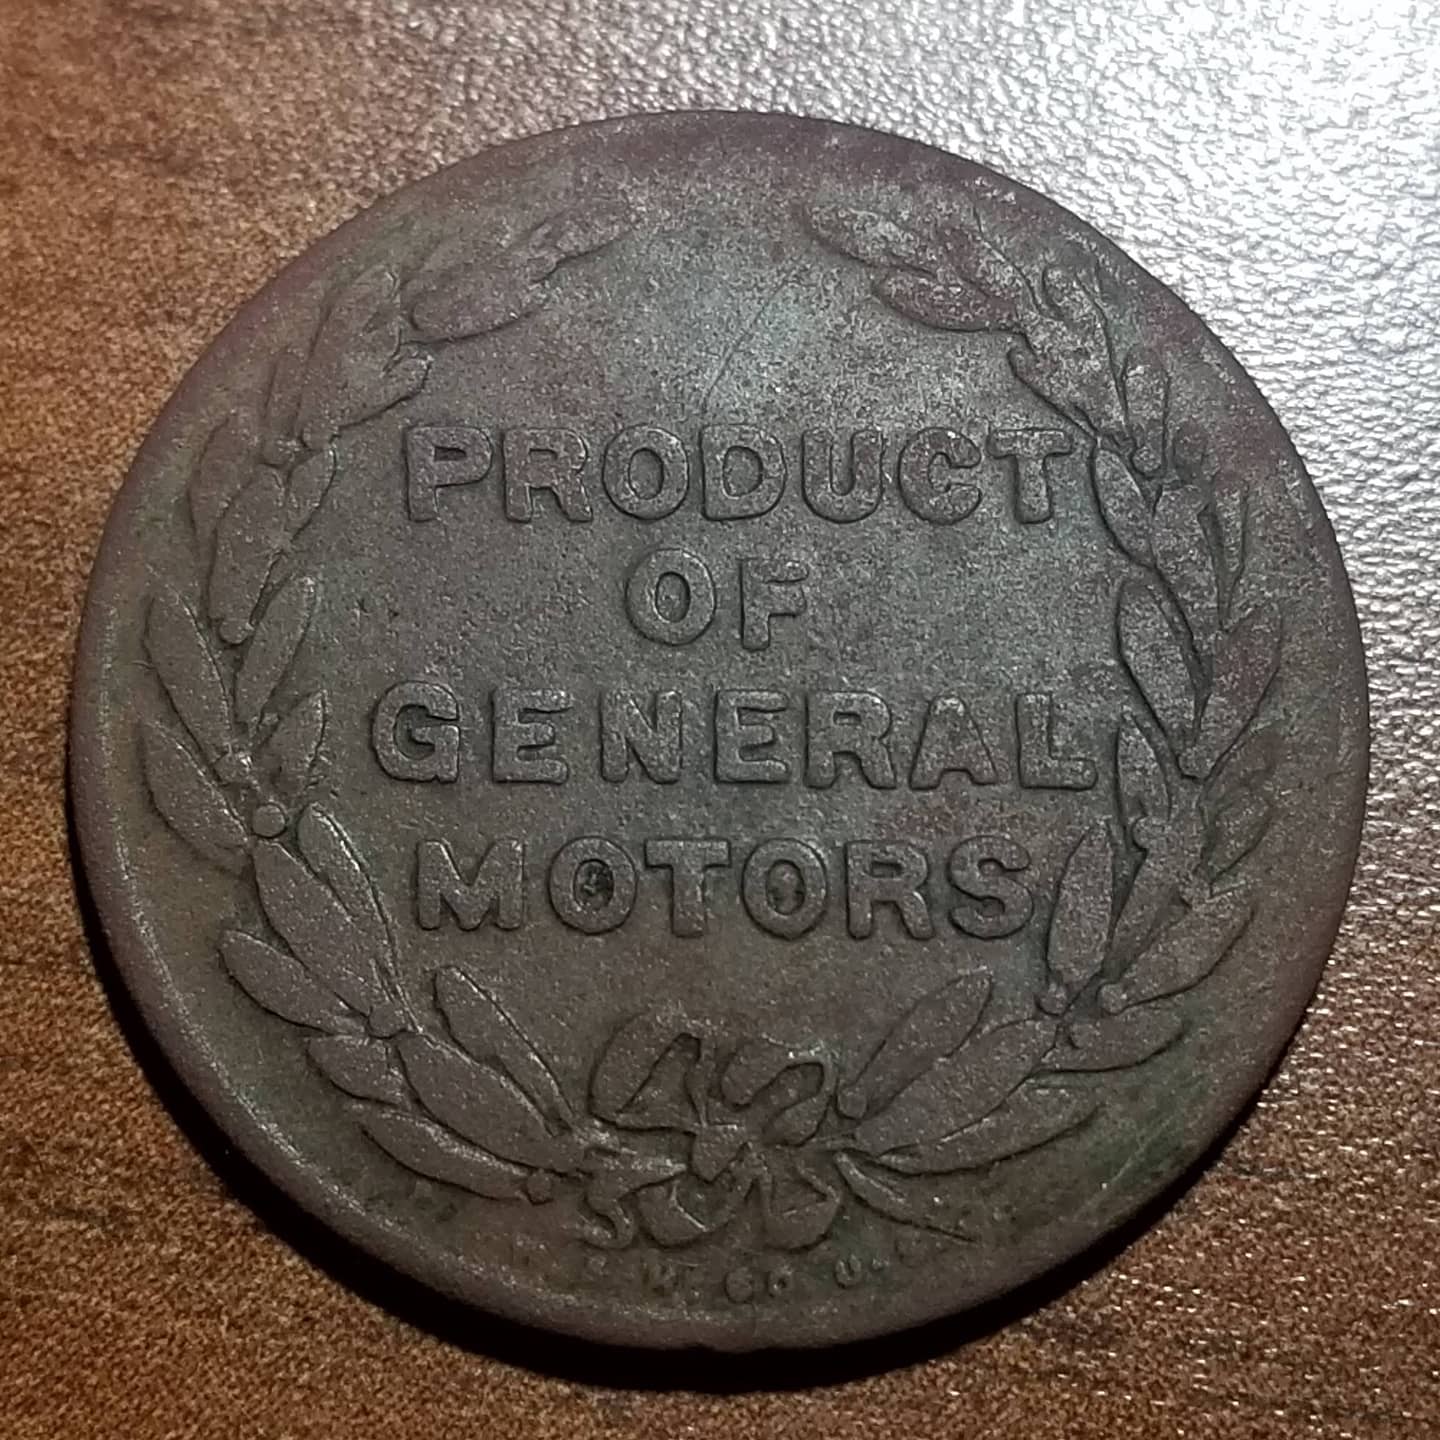 PRODUCT
OF
GENERAL
MOTORS